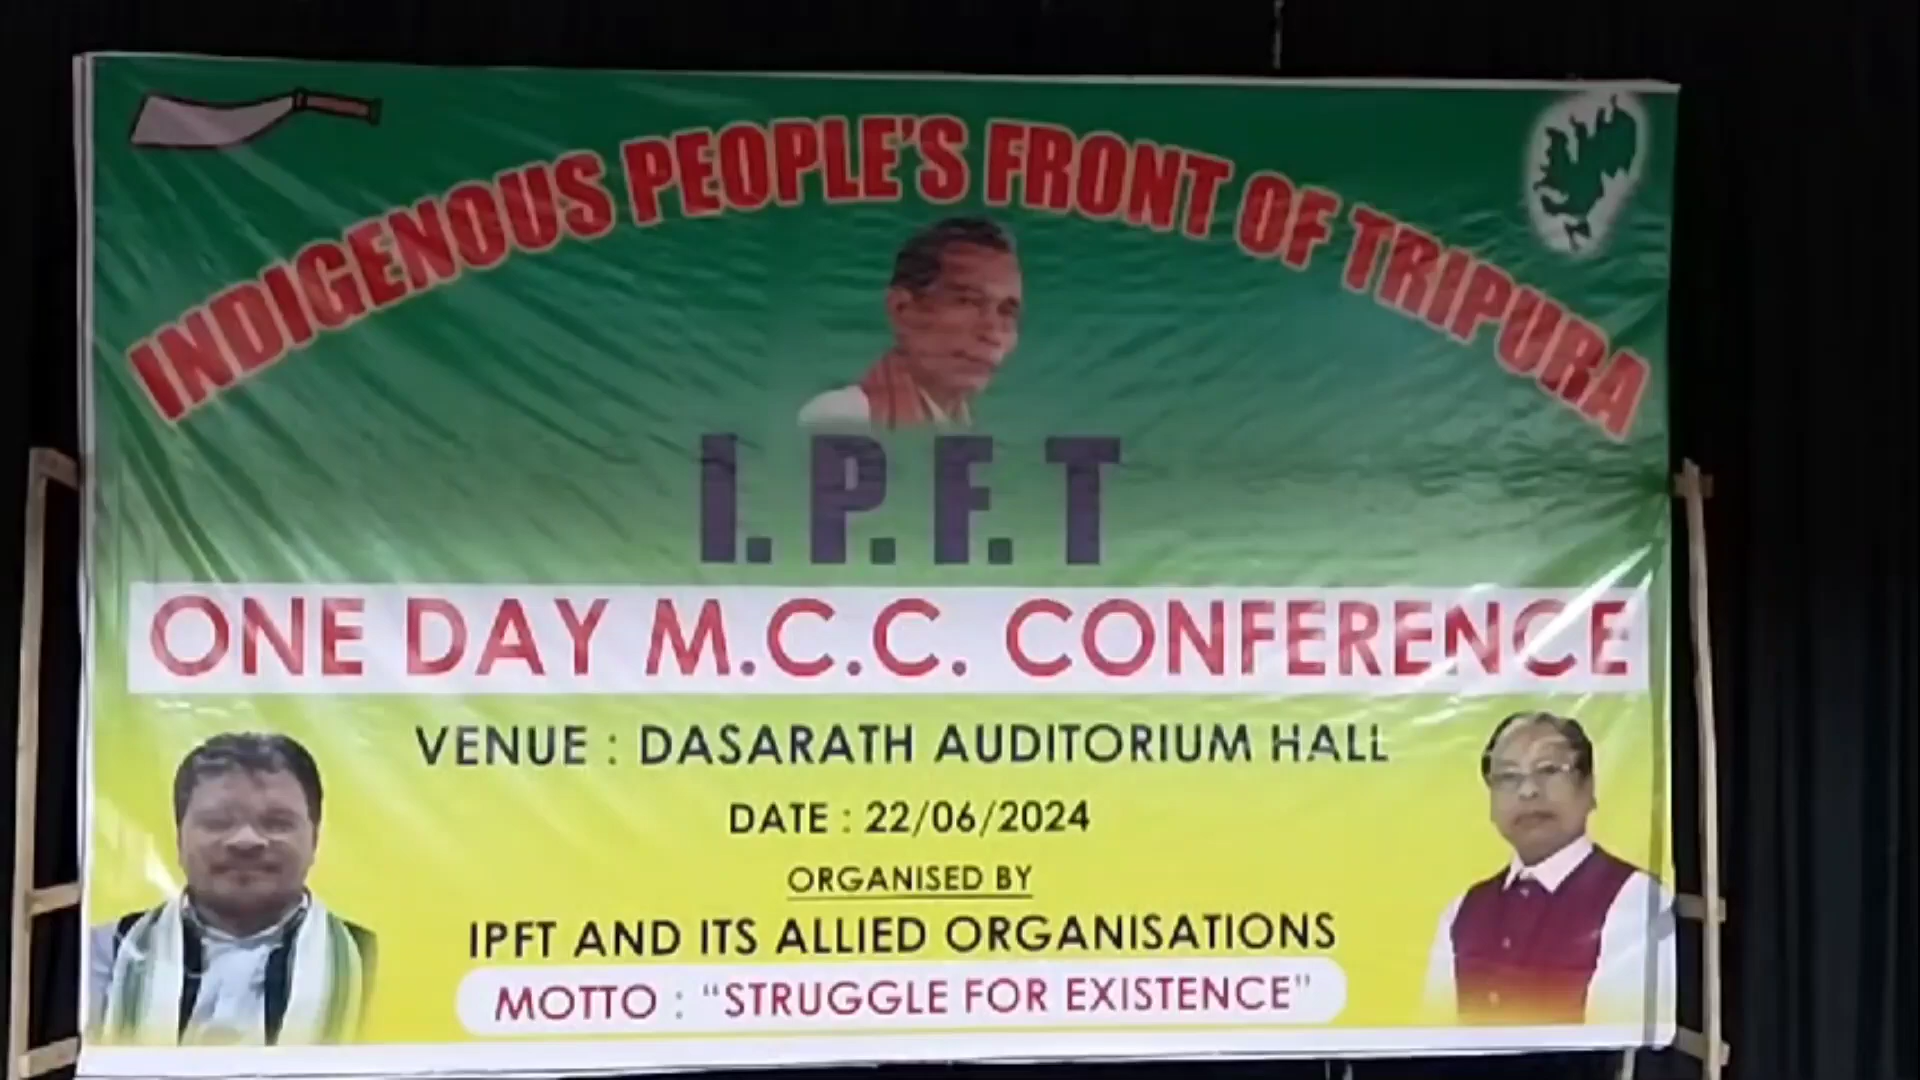 INDIGENOUS PEOPLE'S FRONT OF TRIPURA
I.P.F.T
ONE DAY M.C.C. CONFERENCE
VENUE : DASARATH AUDITORIUM HALL
DATE : 22/06/2024
ORGANISED BY
IPFT AND ITS ALLIED ORGANISATIONS
MOTTO : “STRUGGLE FOR EXISTENCE”